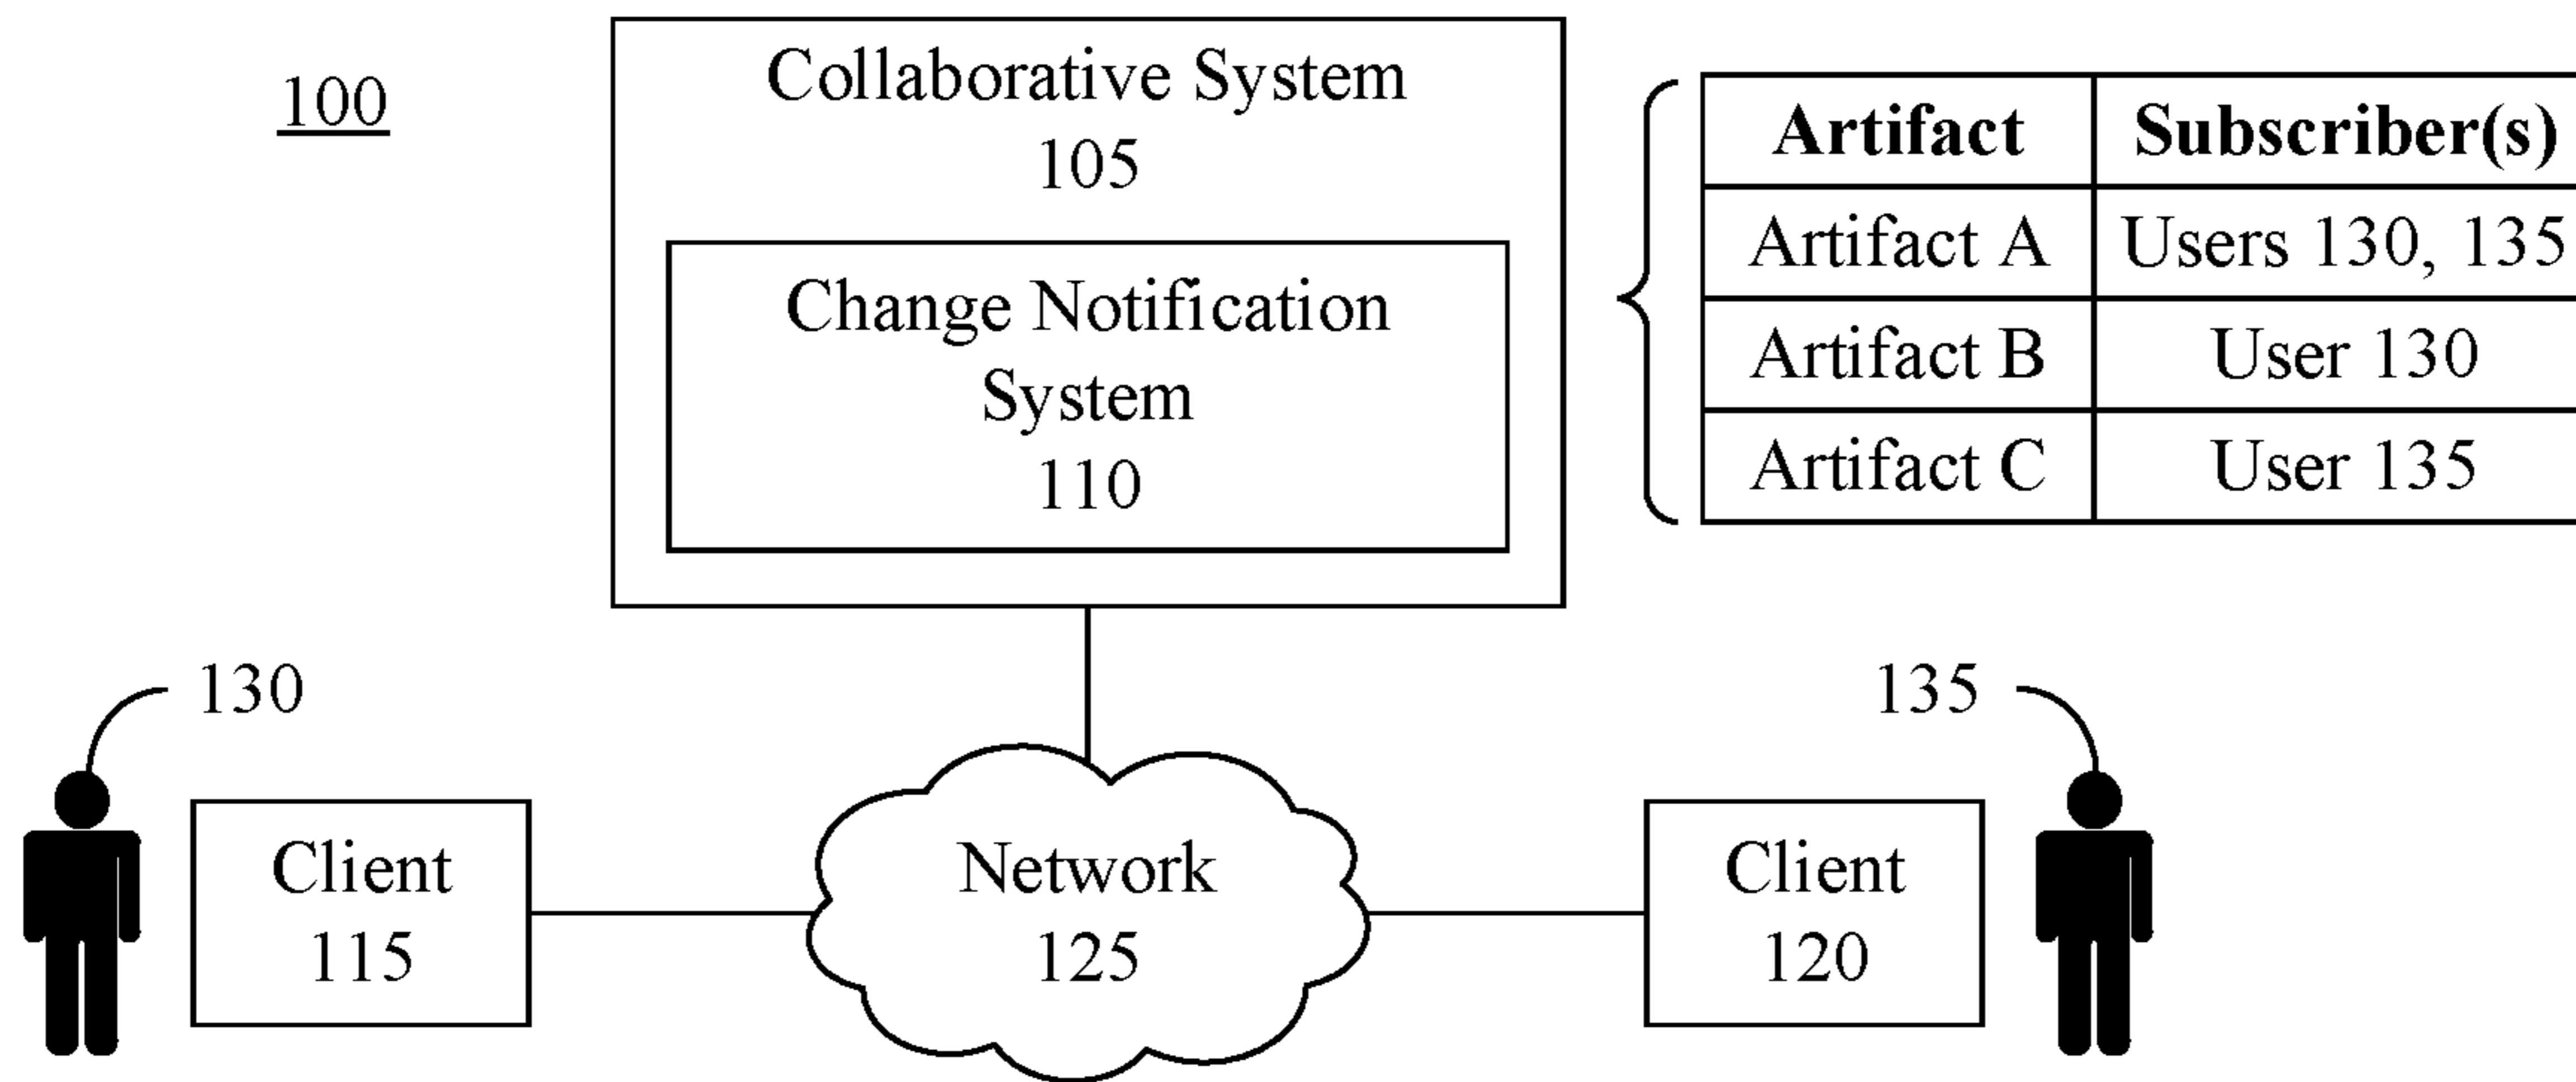 100
Collaborative System
105
Change Notification
System
110
Artifact Subscriber(s)
Artifact A Users 130, 135
Artifact B User 130
Artifact C User 135
130
135
Client
115
Network
125
Client
120